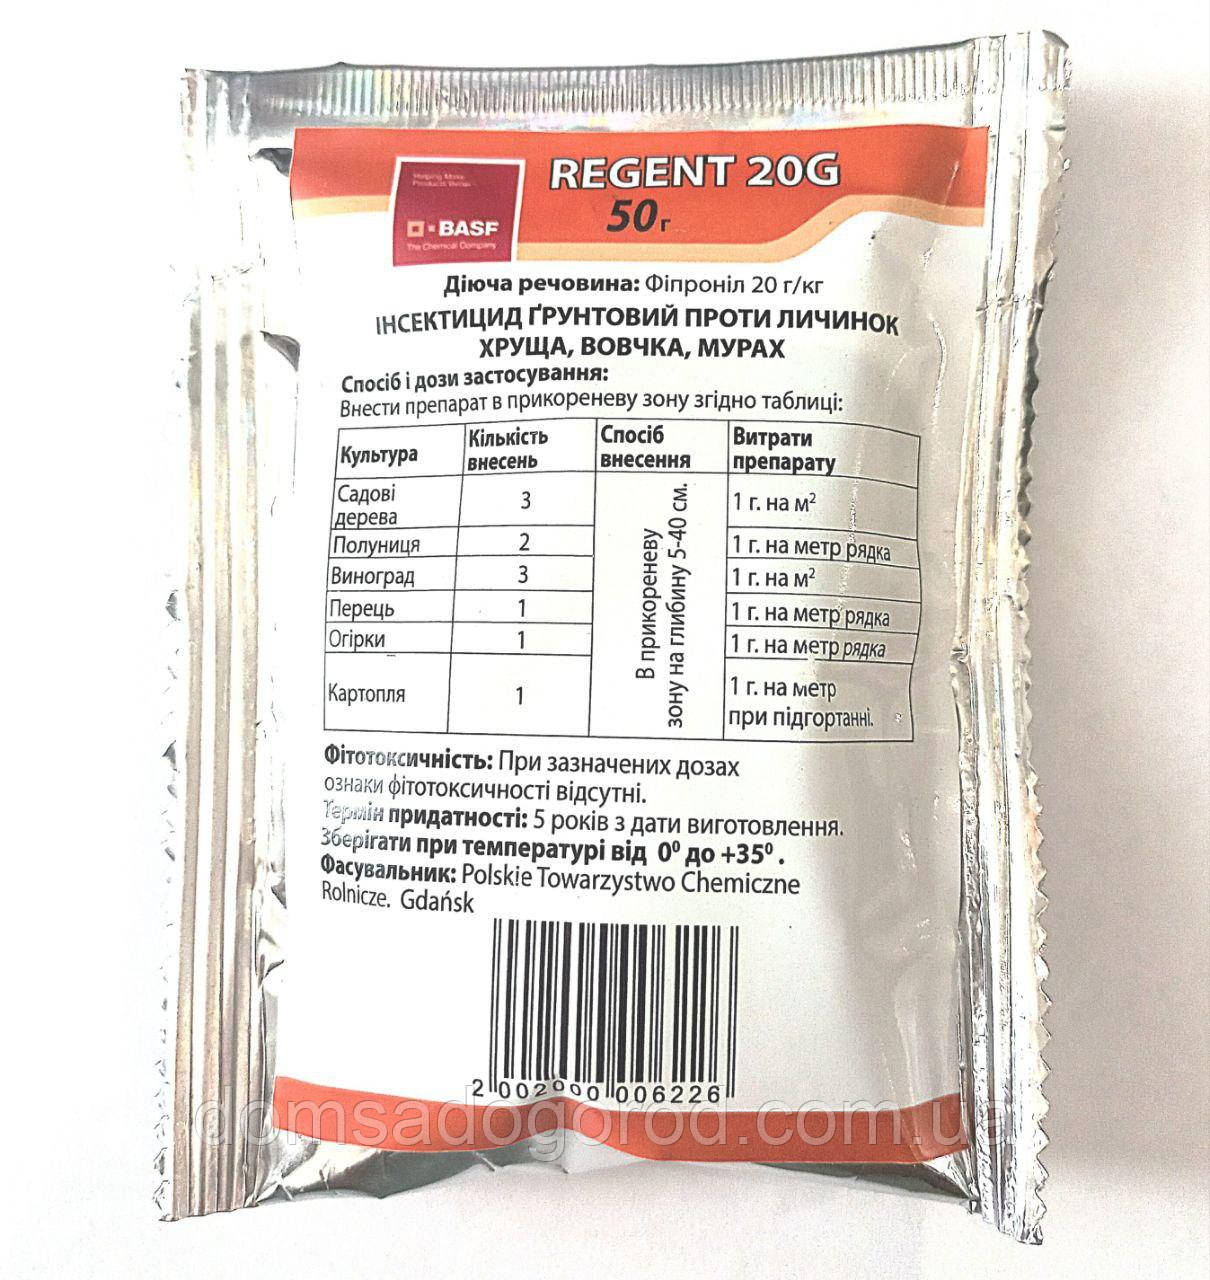 Helping Make
Products Better
BASF
The Chemical Company
REGENT 20G
50г
Діюча речовина: Фіпроніл 20 г/кг
ІНСЕКТИЦИД ҐРУНТОВИЙ ПРОТИ ЛИЧИНОК
ХРУЩА, ВОВЧКА, МУРАХ
Спосіб і дози застосування:
Внести препарат в прикореневу зону згідно таблиці:
Культура
Кількість
внесень
Спосіб
внесення
Витрати
препарату
Садові
дерева
3
1 г. на м²
Полуниця
2
1 г. на метр рядка
Виноград
3
1 г. на м²
Перець
1
1 г. на метр рядка
Огірки
1
1 г. на метр рядка
Картопля
1
1 г. на метр
при підгортанні.
В прикореневу
зону на глибину 5-40 см.
Фітотоксичність: При зазначених дозах
ознаки фітотоксичності відсутні.
Термін придатності: 5 років з дати виготовлення.
Зберігати при температурі від 0⁰ до +35⁰.
Фасувальник: Polskie Towarzystwo Chemiczne
Rolnicze. Gdańsk
2 002000 006226
domsadogorod.com.ua